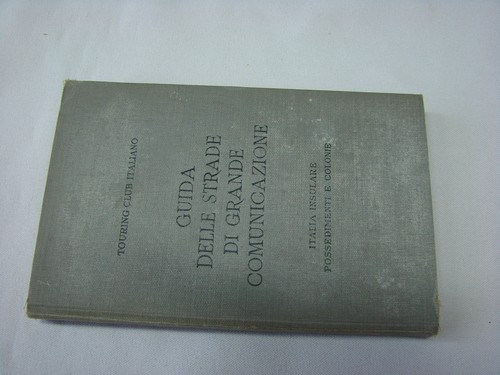 TOURING CLUB ITALIANO
GUIDA
DELLE STRADE
DI GRANDE
COMUNICAZIONE
ITALIA INSULARE
POSSEDIMENTI E COLONIE